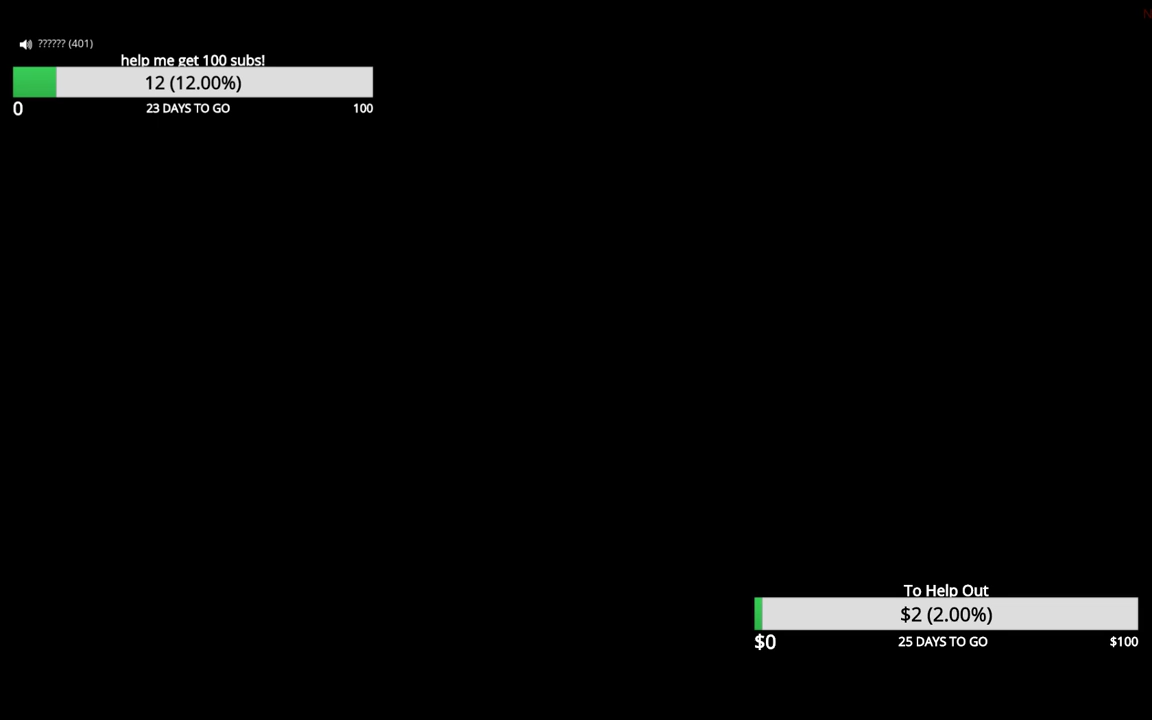 ?????? (401)
help me get 100 subs!
12 (12.00%)
0 23 DAYS TO GO 100
To Help Out
$2 (2.00%)
$0 25 DAYS TO GO $100